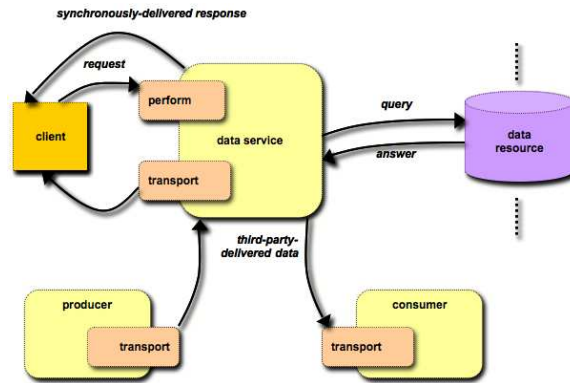 synchronously-delivered response
request
perform
client
data service
query
data
resource
answer
transport
third-party-
delivered data
producer
consumer
transport
transport